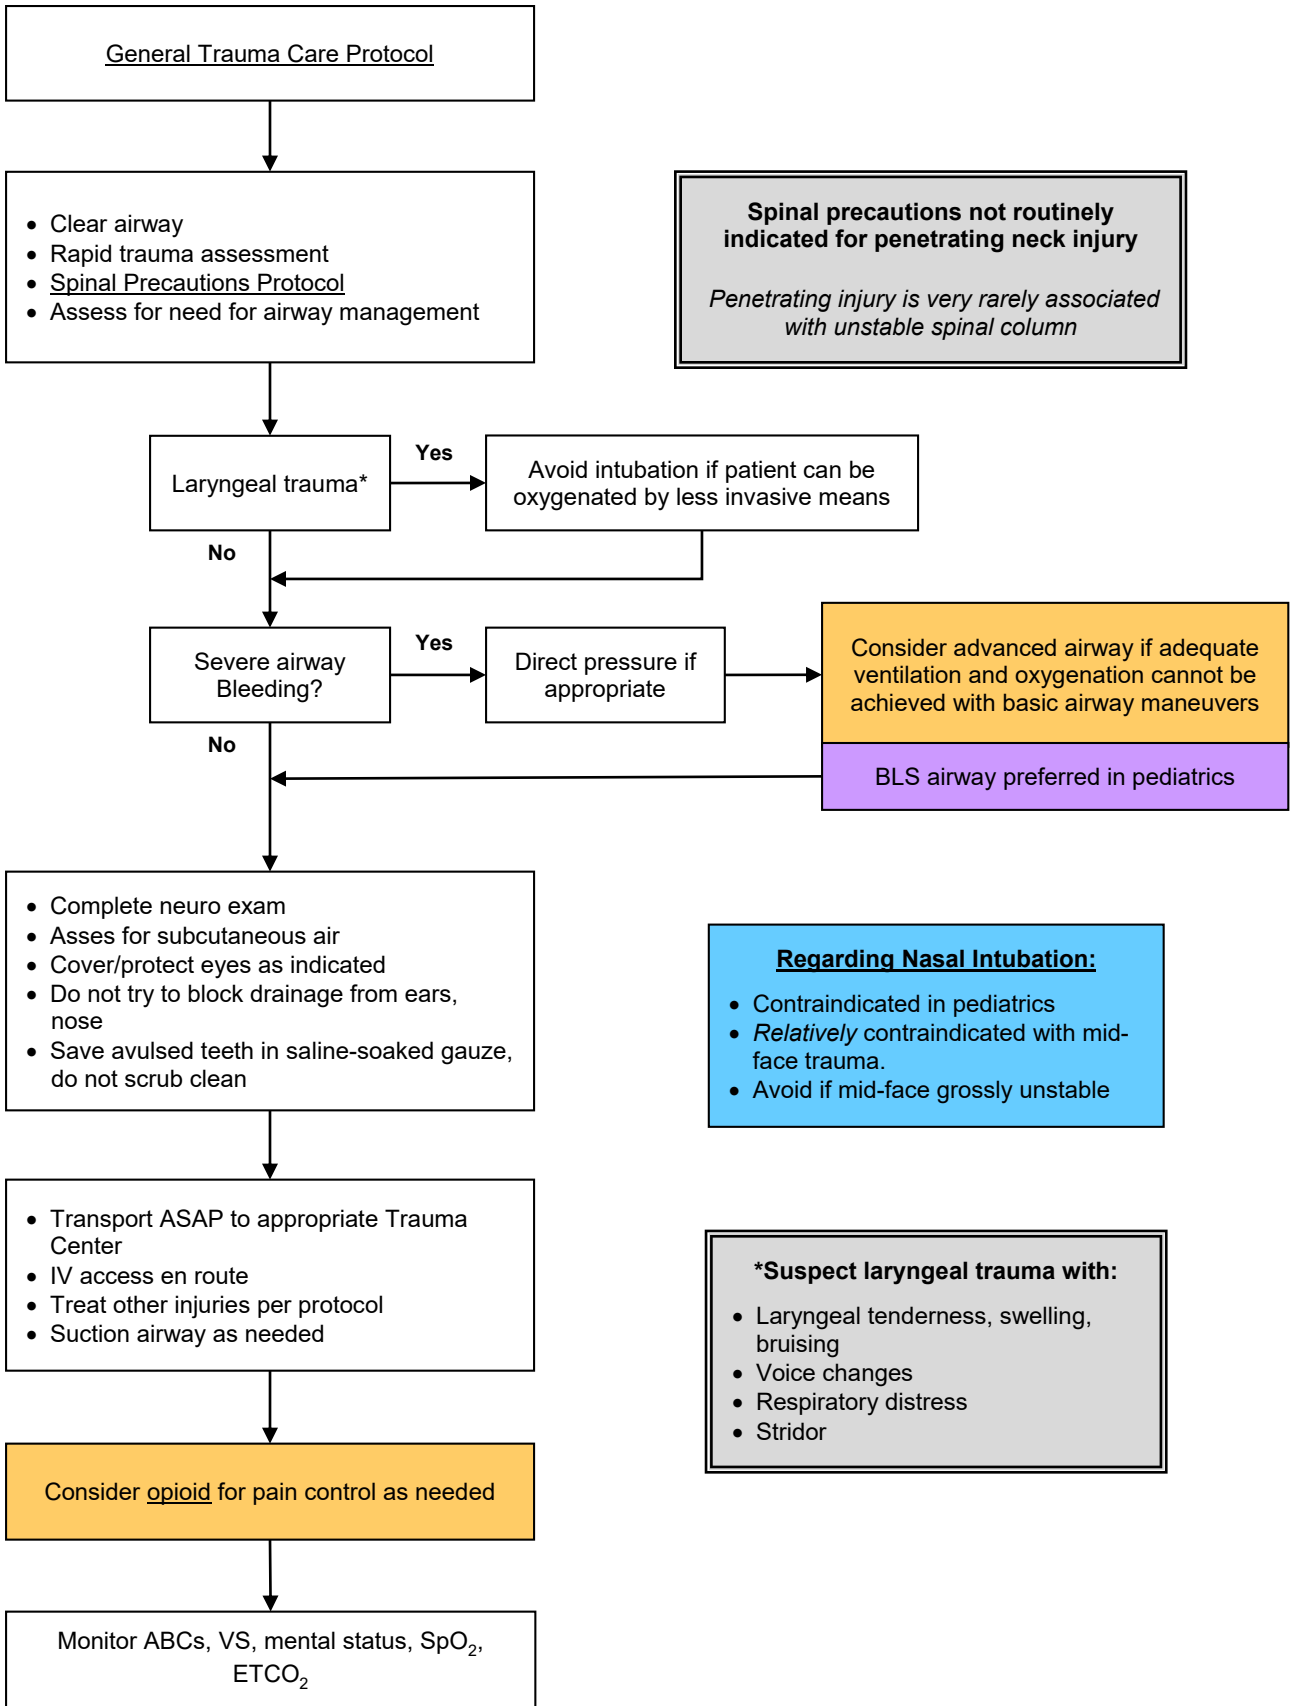 General Trauma Care Protocol
• Clear airway
• Rapid trauma assessment
• Spinal Precautions Protocol
• Assess for need for airway management
Spinal precautions not routinely
indicated for penetrating neck injury
Penetrating injury is very rarely associated
with unstable spinal column
Laryngeal trauma*
Yes
Avoid intubation if patient can be
oxygenated by less invasive means
No
Severe airway
Bleeding?
Yes
Direct pressure if
appropriate
Consider advanced airway if adequate
ventilation and oxygenation cannot be
achieved with basic airway maneuvers
BLS airway preferred in pediatrics
No
• Complete neuro exam
• Asses for subcutaneous air
• Cover/protect eyes as indicated
• Do not try to block drainage from ears,
nose
• Save avulsed teeth in saline-soaked gauze,
do not scrub clean
Regarding Nasal Intubation:
• Contraindicated in pediatrics
• Relatively contraindicated with mid-
face trauma.
• Avoid if mid-face grossly unstable
• Transport ASAP to appropriate Trauma
Center
• IV access en route
• Treat other injuries per protocol
• Suction airway as needed
*Suspect laryngeal trauma with:
• Laryngeal tenderness, swelling,
bruising
• Voice changes
• Respiratory distress
• Stridor
Consider opioid for pain control as needed
Monitor ABCs, VS, mental status, SpO2,
ETCO2